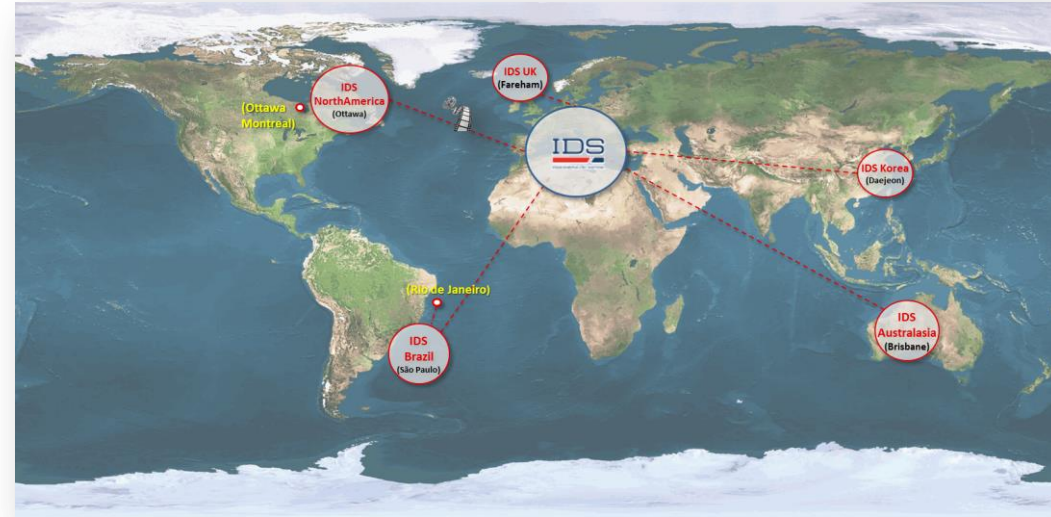 IDS UK
(Fareham)
IDS
NorthAmerica
(Ottawa)
(Ottawa
Montreal)
IDS
IDS Korea
(Daejeon)
(Rio de Janeiro)
IDS
Australasia
(Brisbane)
IDS
Brazil
(São Paulo)